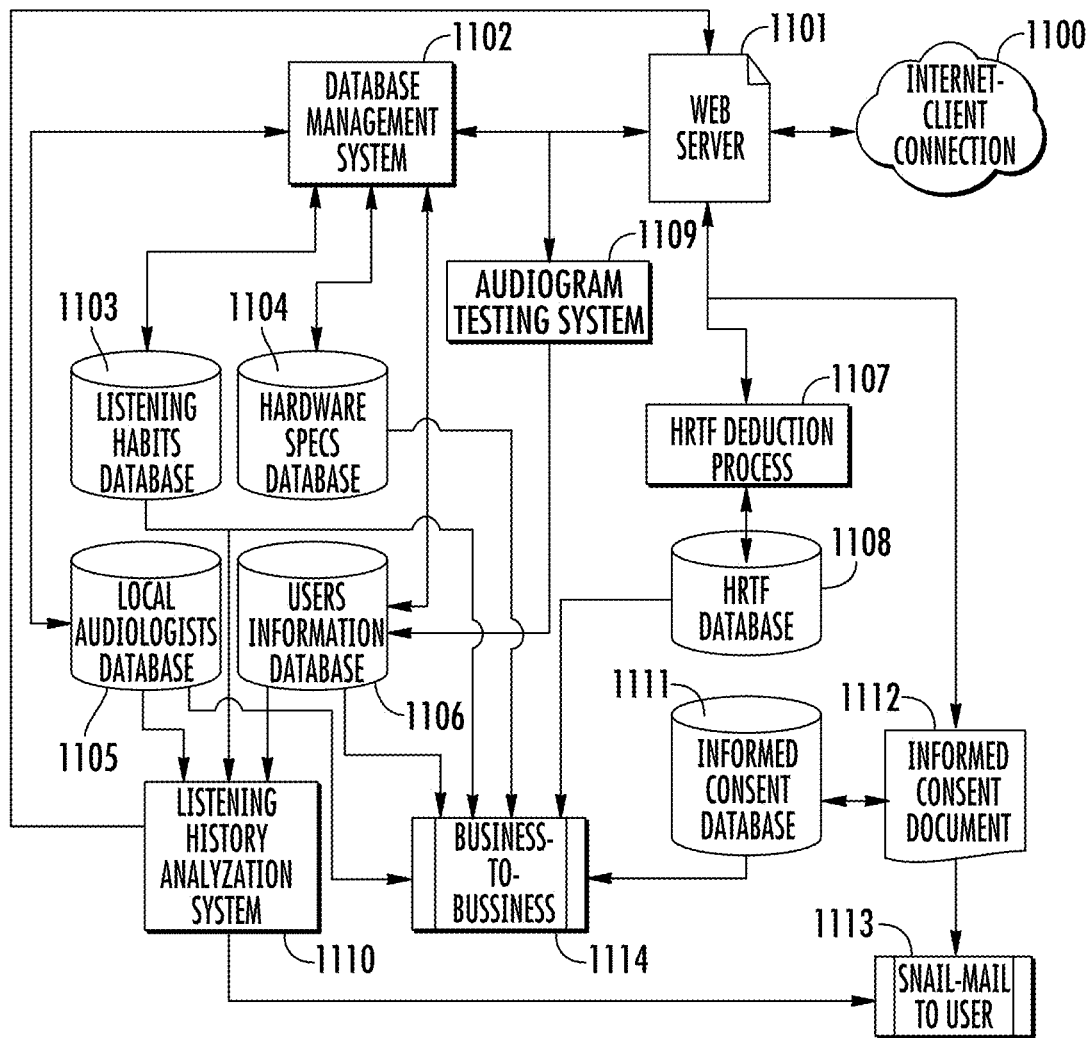 1102
DATABASE
MANAGEMENT
SYSTEM
1101
WEB
SERVER
1100
INTERNET-
CLIENT
CONNECTION
1109
AUDIOGRAM
TESTING SYSTEM
1103
LISTENING
HABITS
DATABASE
1104
HARDWARE
SPECS
DATABASE
1107
HRTF DEDUCTION
PROCESS
1108
HRTF
DATABASE
LOCAL
AUDIOLOGISTS
DATABASE
1105
USERS
INFORMATION
DATABASE
1106
1111
INFORMED
CONSENT
DATABASE
1112
INFORMED
CONSENT
DOCUMENT
LISTENING
HISTORY
ANALYZATION
SYSTEM
1110
BUSINESS-
TO-
BUSSINESS
1114
1113
SNAIL-MAIL
TO USER